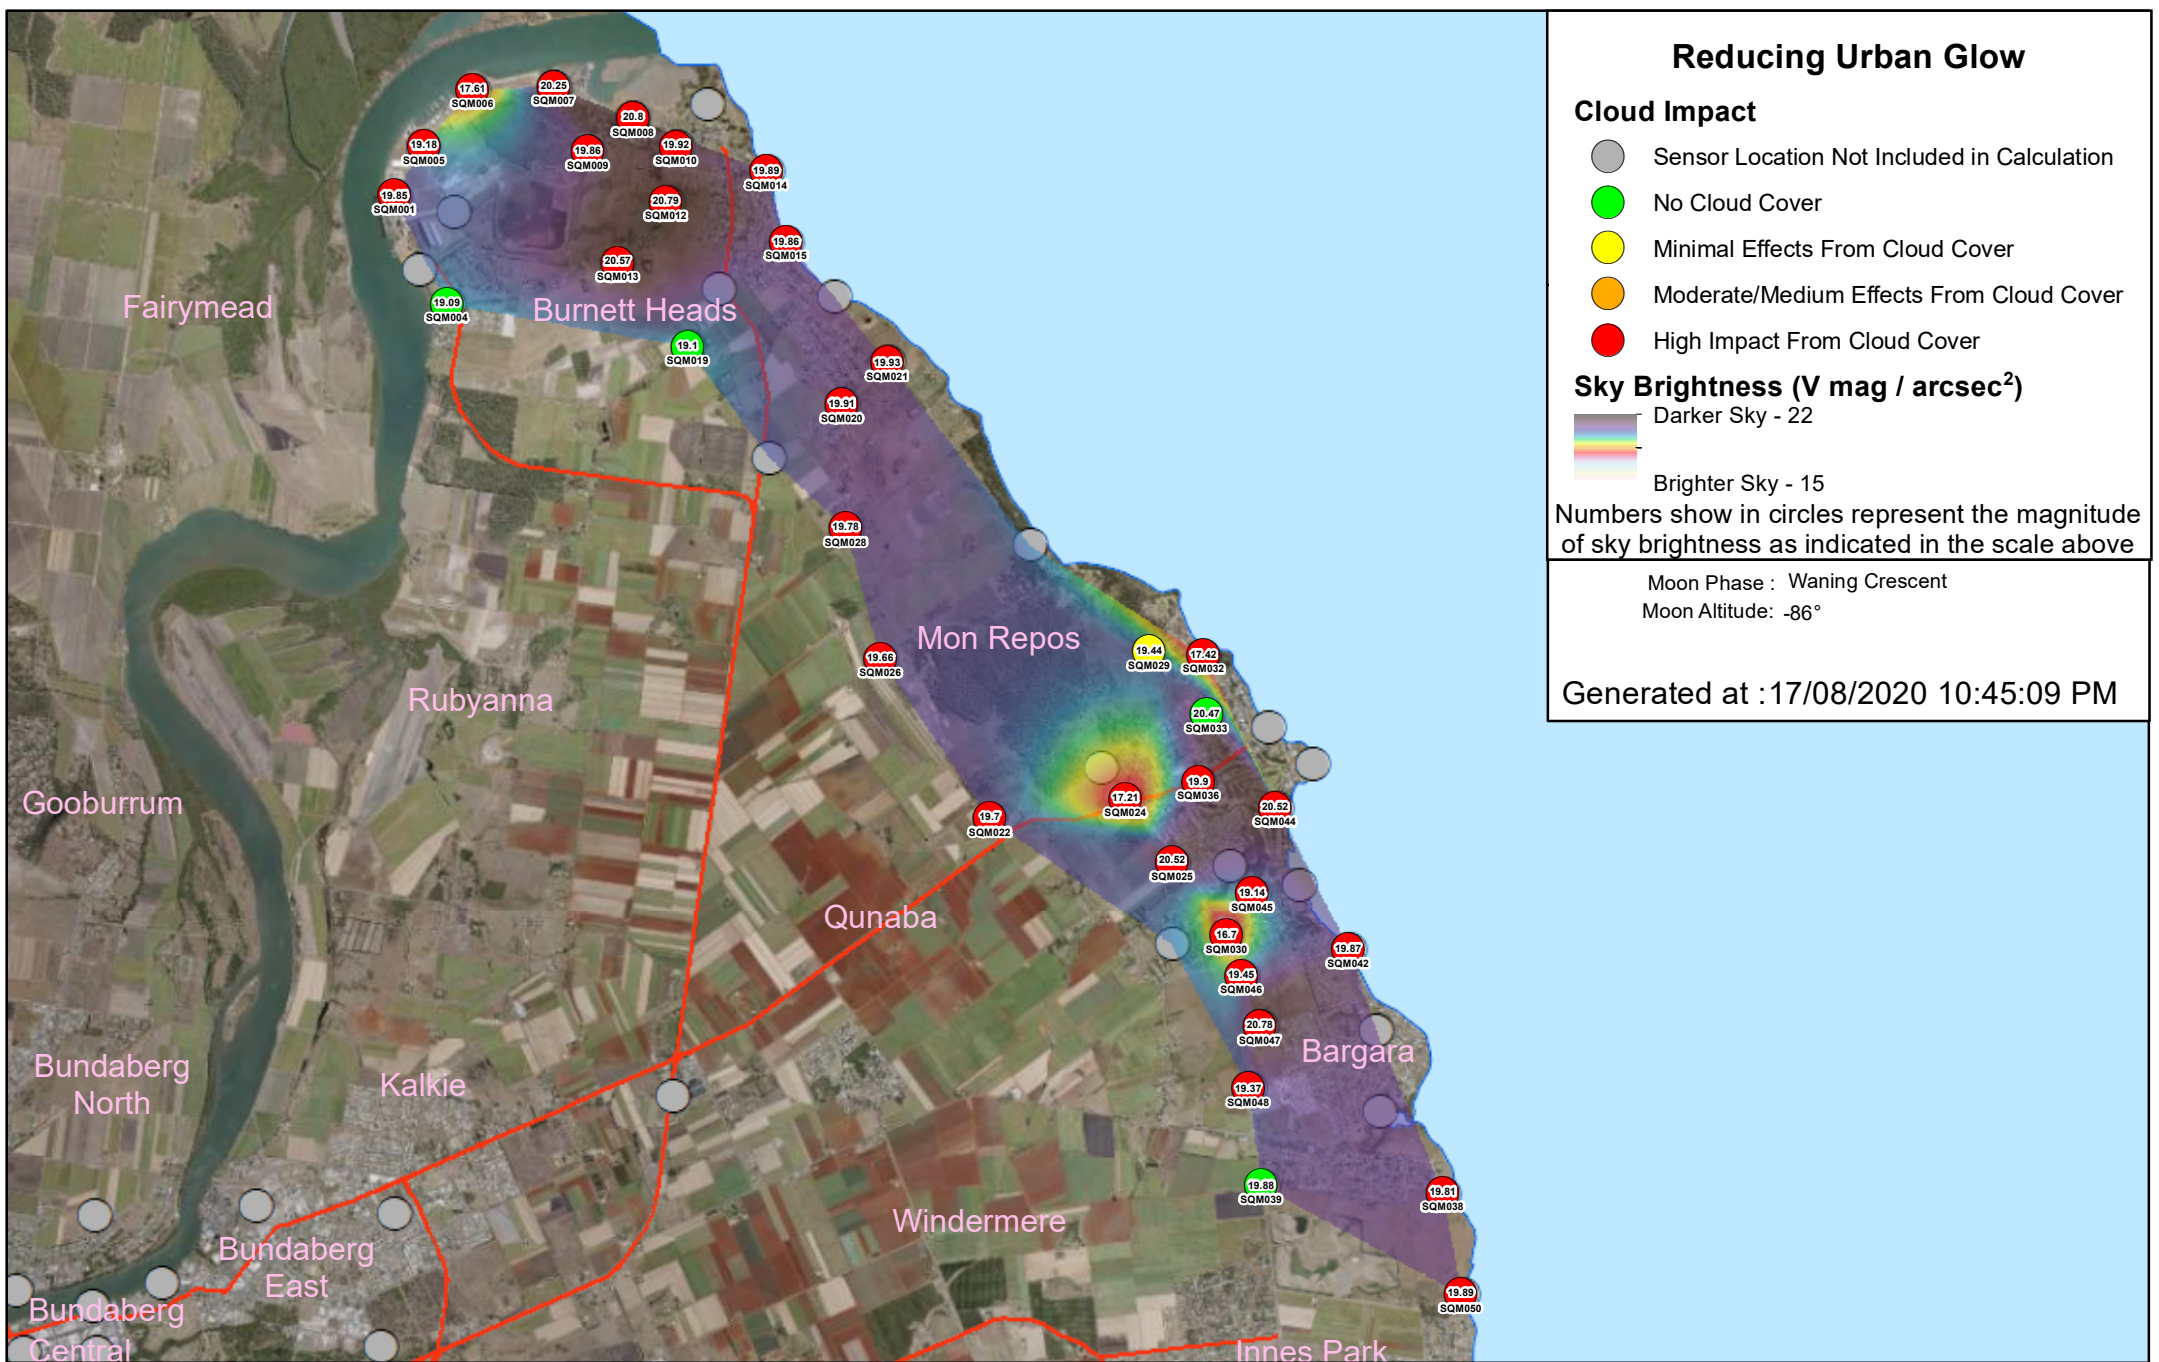 Reducing Urban Glow
Cloud Impact
Sensor Location Not Included in Calculation
No Cloud Cover
Minimal Effects From Cloud Cover
Moderate/Medium Effects From Cloud Cover
High Impact From Cloud Cover
Sky Brightness (V mag / arcsec²)
Darker Sky - 22
Brighter Sky - 15
Numbers show in circles represent the magnitude
of sky brightness as indicated in the scale above
Moon Phase : Waning Crescent
Moon Altitude: -86°
Generated at :17/08/2020 10:45:09 PM
17.61
SQM006
20.25
SQM007
20.8
SQM008
19.18
SQM005
19.86
SQM009
19.92
SQM010
19.89
SQM014
19.85
SQM001
20.79
SQM012
19.86
SQM015
20.57
SQM013
19.09
SQM004
Fairymead
Burnett Heads
19.1
SQM019
19.93
SQM021
19.91
SQM020
19.78
SQM028
Mon Repos
19.44
SQM029
17.42
SQM032
19.66
SQM026
Rubyanna
20.47
SQM033
19.9
SQM036
17.21
SQM024
20.52
SQM044
19.7
SQM022
Gooburrum
20.52
SQM025
19.14
SQM045
Qunaba
16.7
SQM030
19.87
SQM042
19.45
SQM046
20.78
SQM047
Bargara
Bundaberg
North
Kalkie
19.37
SQM048
19.88
SQM039
19.81
SQM038
Windermere
Bundaberg
East
19.89
SQM050
Bundaberg
Central
Innes Park